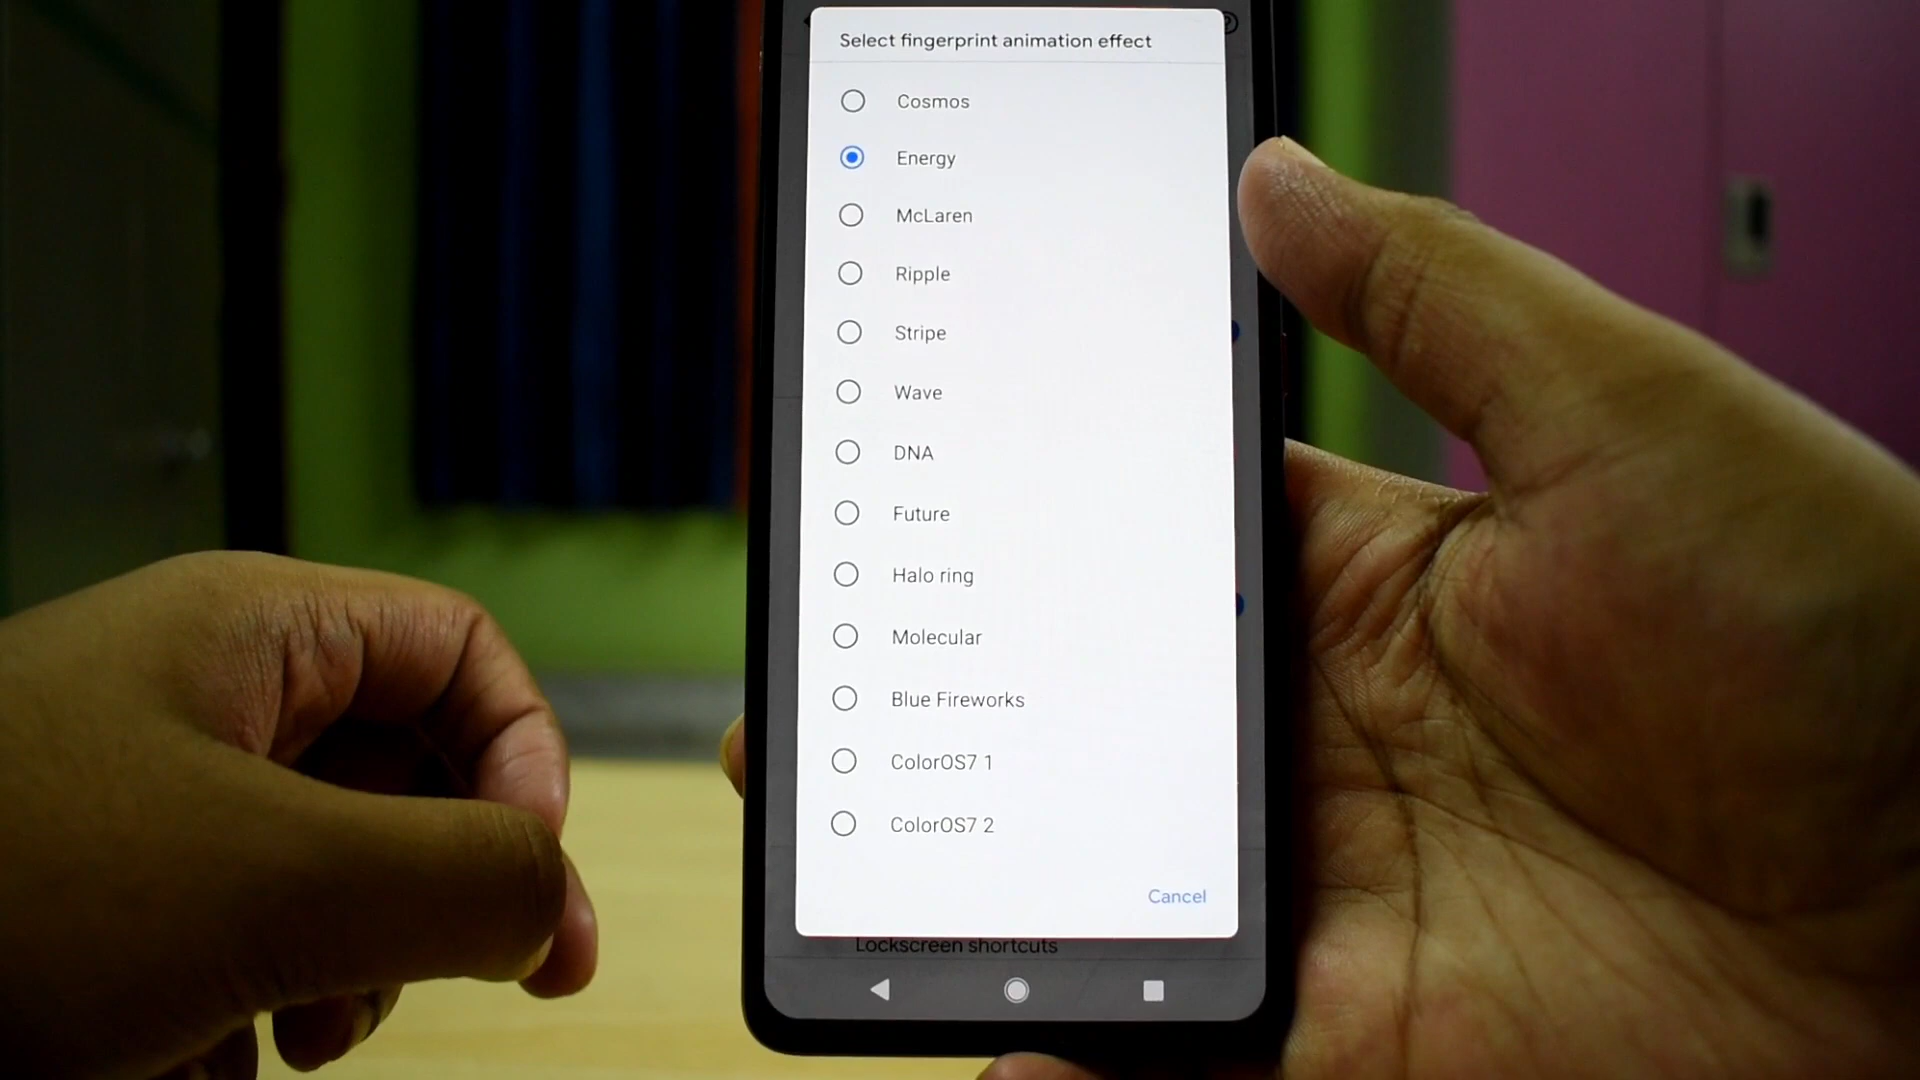 Select fingerprint animation effect
Cosmos
Energy
McLaren
Ripple
Stripe
Wave
DNA
Future
Halo ring
Molecular
Blue Fireworks
ColorOS7 1
ColorOS7 2
Cancel
Lockscreen shortcuts